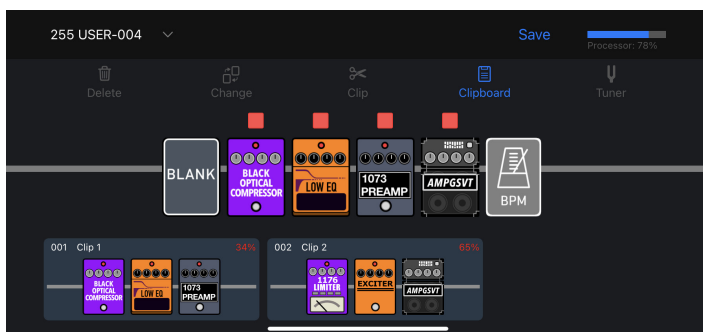 255 USER-004
Save
Processor: 78%
Delete
Change
Clip
Clipboard
Tuner
BLANK
BLACK
OPTICAL
COMPRESSOR
LOW EQ
1073
PREAMP
AMPGSVT
BPM
001 Clip 1 34%
BLACK
OPTICAL
COMPRESSOR
LOW EQ
1073
PREAMP
002 Clip 2 65%
1176
LIMITER
EXCITER
AMPGSVT